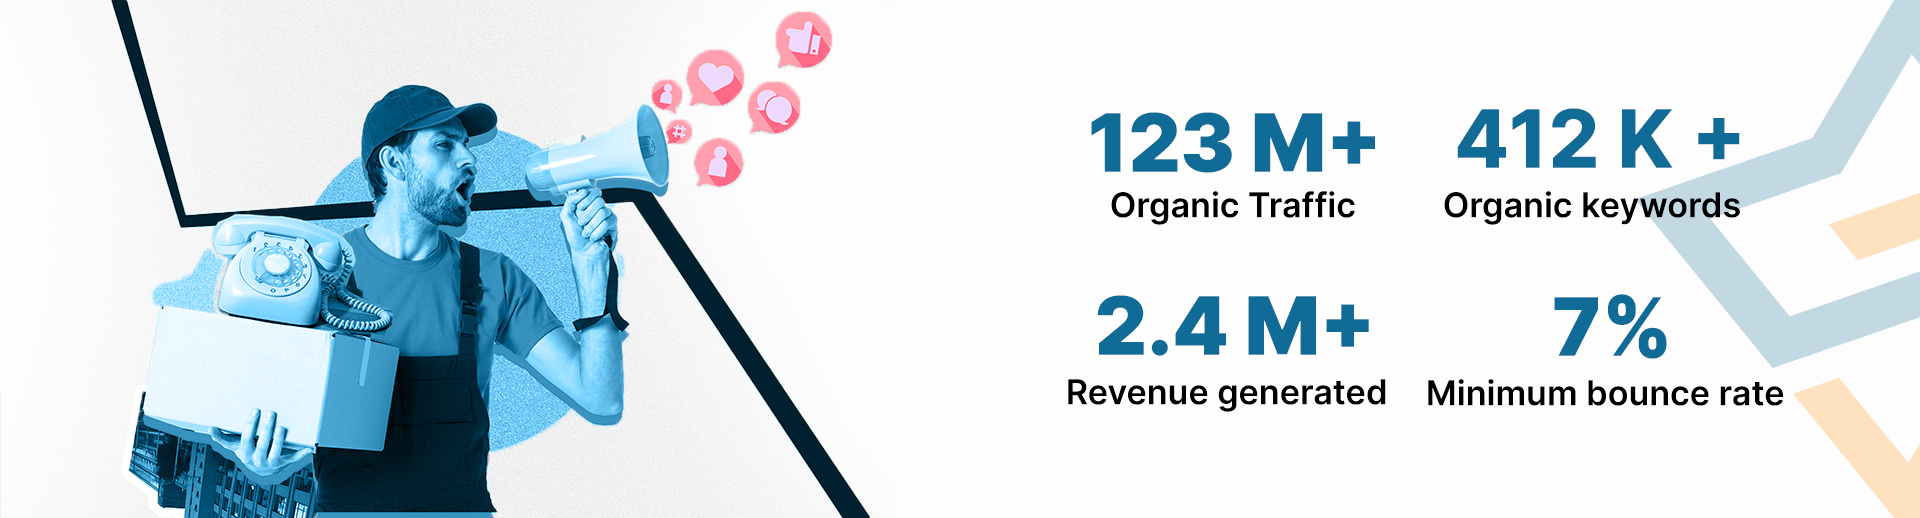 123 M+
Organic Traffic
412 K +
Organic keywords
2.4 M+
Revenue generated
7%
Minimum bounce rate